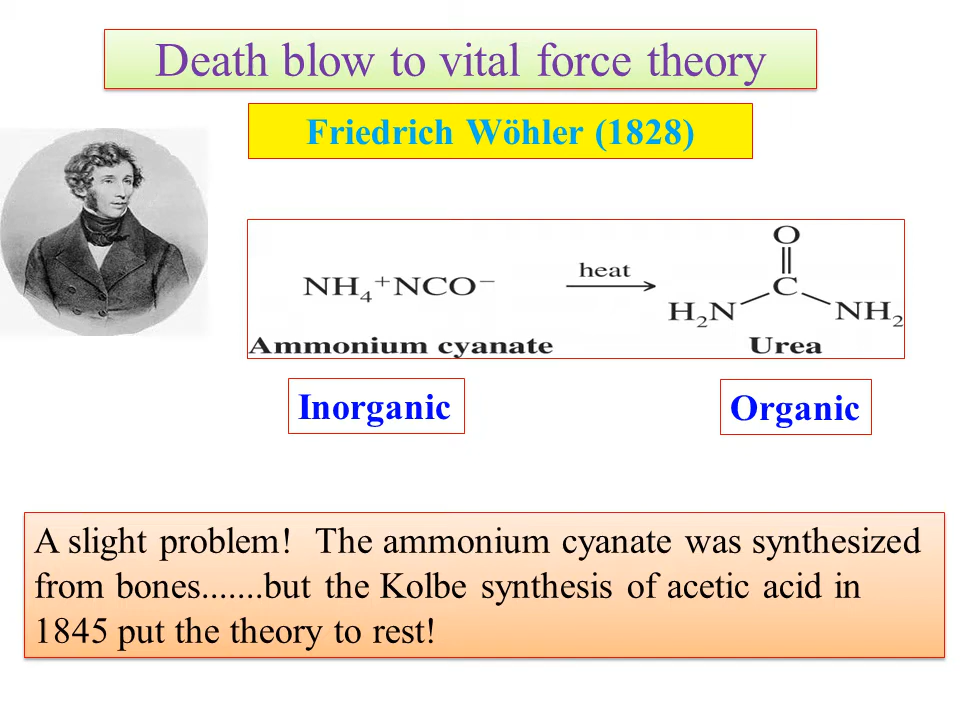 Death blow to vital force theory
Friedrich Wöhler (1828)
O
heat
NH₄⁺NCO⁻
C
H₂N
NH₂
Ammonium cyanate
Urea
Inorganic
Organic
A slight problem!  The ammonium cyanate was synthesized
from bones.......but the Kolbe synthesis of acetic acid in
1845 put the theory to rest!